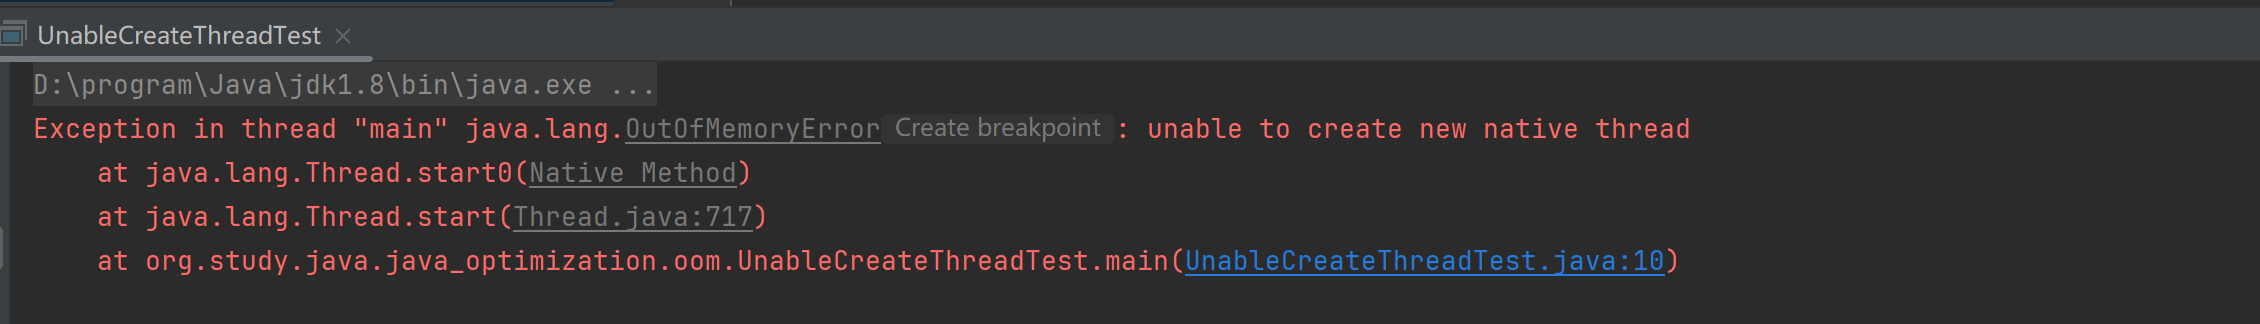 UnableCreateThreadTest
D:\program\Java\jdk1.8\bin\java.exe ...
Exception in thread "main" java.lang.OutOfMemoryError Create breakpoint : unable to create new native thread
    at java.lang.Thread.start0(Native Method)
    at java.lang.Thread.start(Thread.java:717)
    at org.study.java.java_optimization.oom.UnableCreateThreadTest.main(UnableCreateThreadTest.java:10)